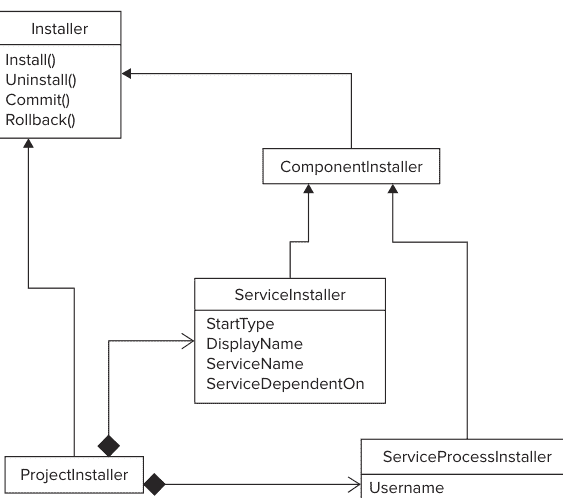 Installer
Install()
Uninstall()
Commit()
Rollback()
ComponentInstaller
ServiceInstaller
StartType
DisplayName
ServiceName
ServiceDependentOn
ProjectInstaller
ServiceProcessInstaller
Username